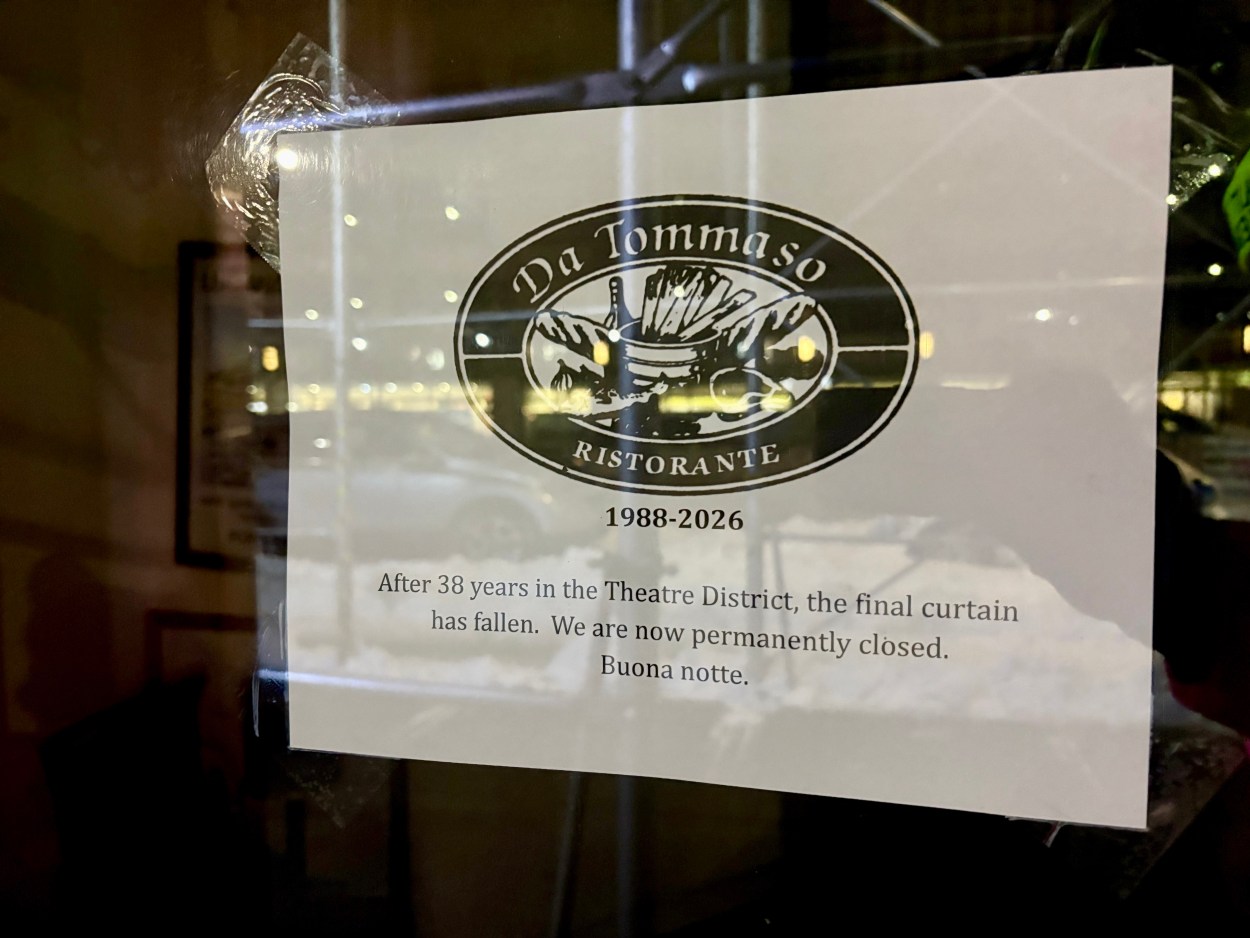 Da Tommaso
RISTORANTE
1988-2026
After 38 years in the Theatre District, the final curtain
has fallen.  We are now permanently closed.
Buona notte.